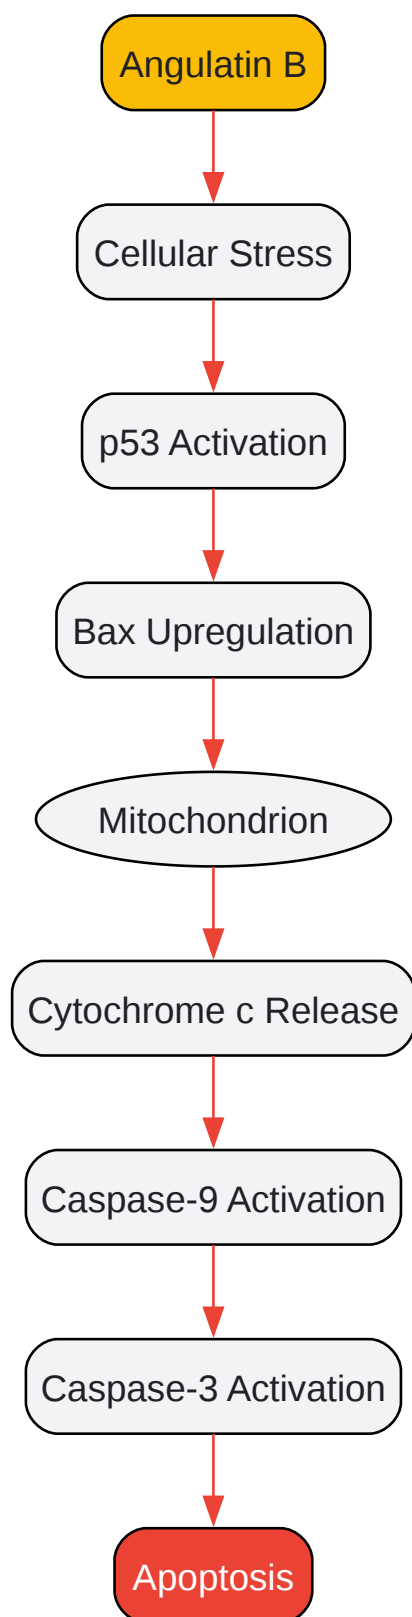 Angulatin B
Cellular Stress
p53 Activation
Bax Upregulation
Mitochondrion
Cytochrome c Release
Caspase-9 Activation
Caspase-3 Activation
Apoptosis